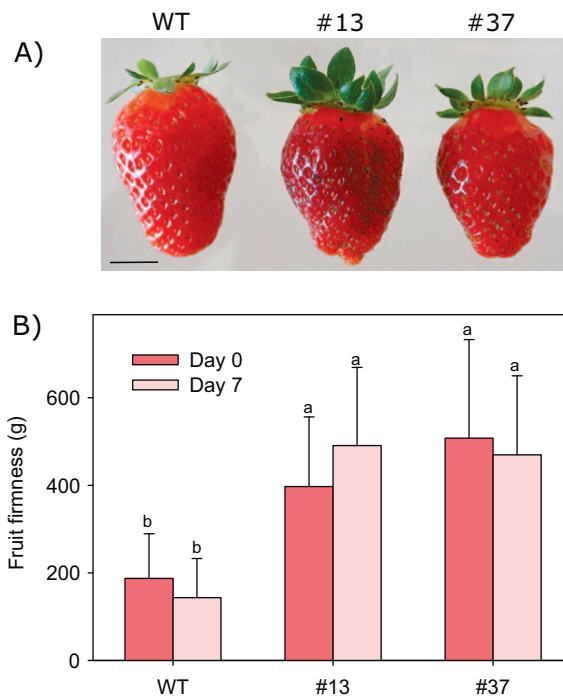 WT #13 #37
A)
B)
Day 0
Day 7
a
a
a
a
b
b
600
400
200
0
Fruit firmness (g)
WT #13 #37